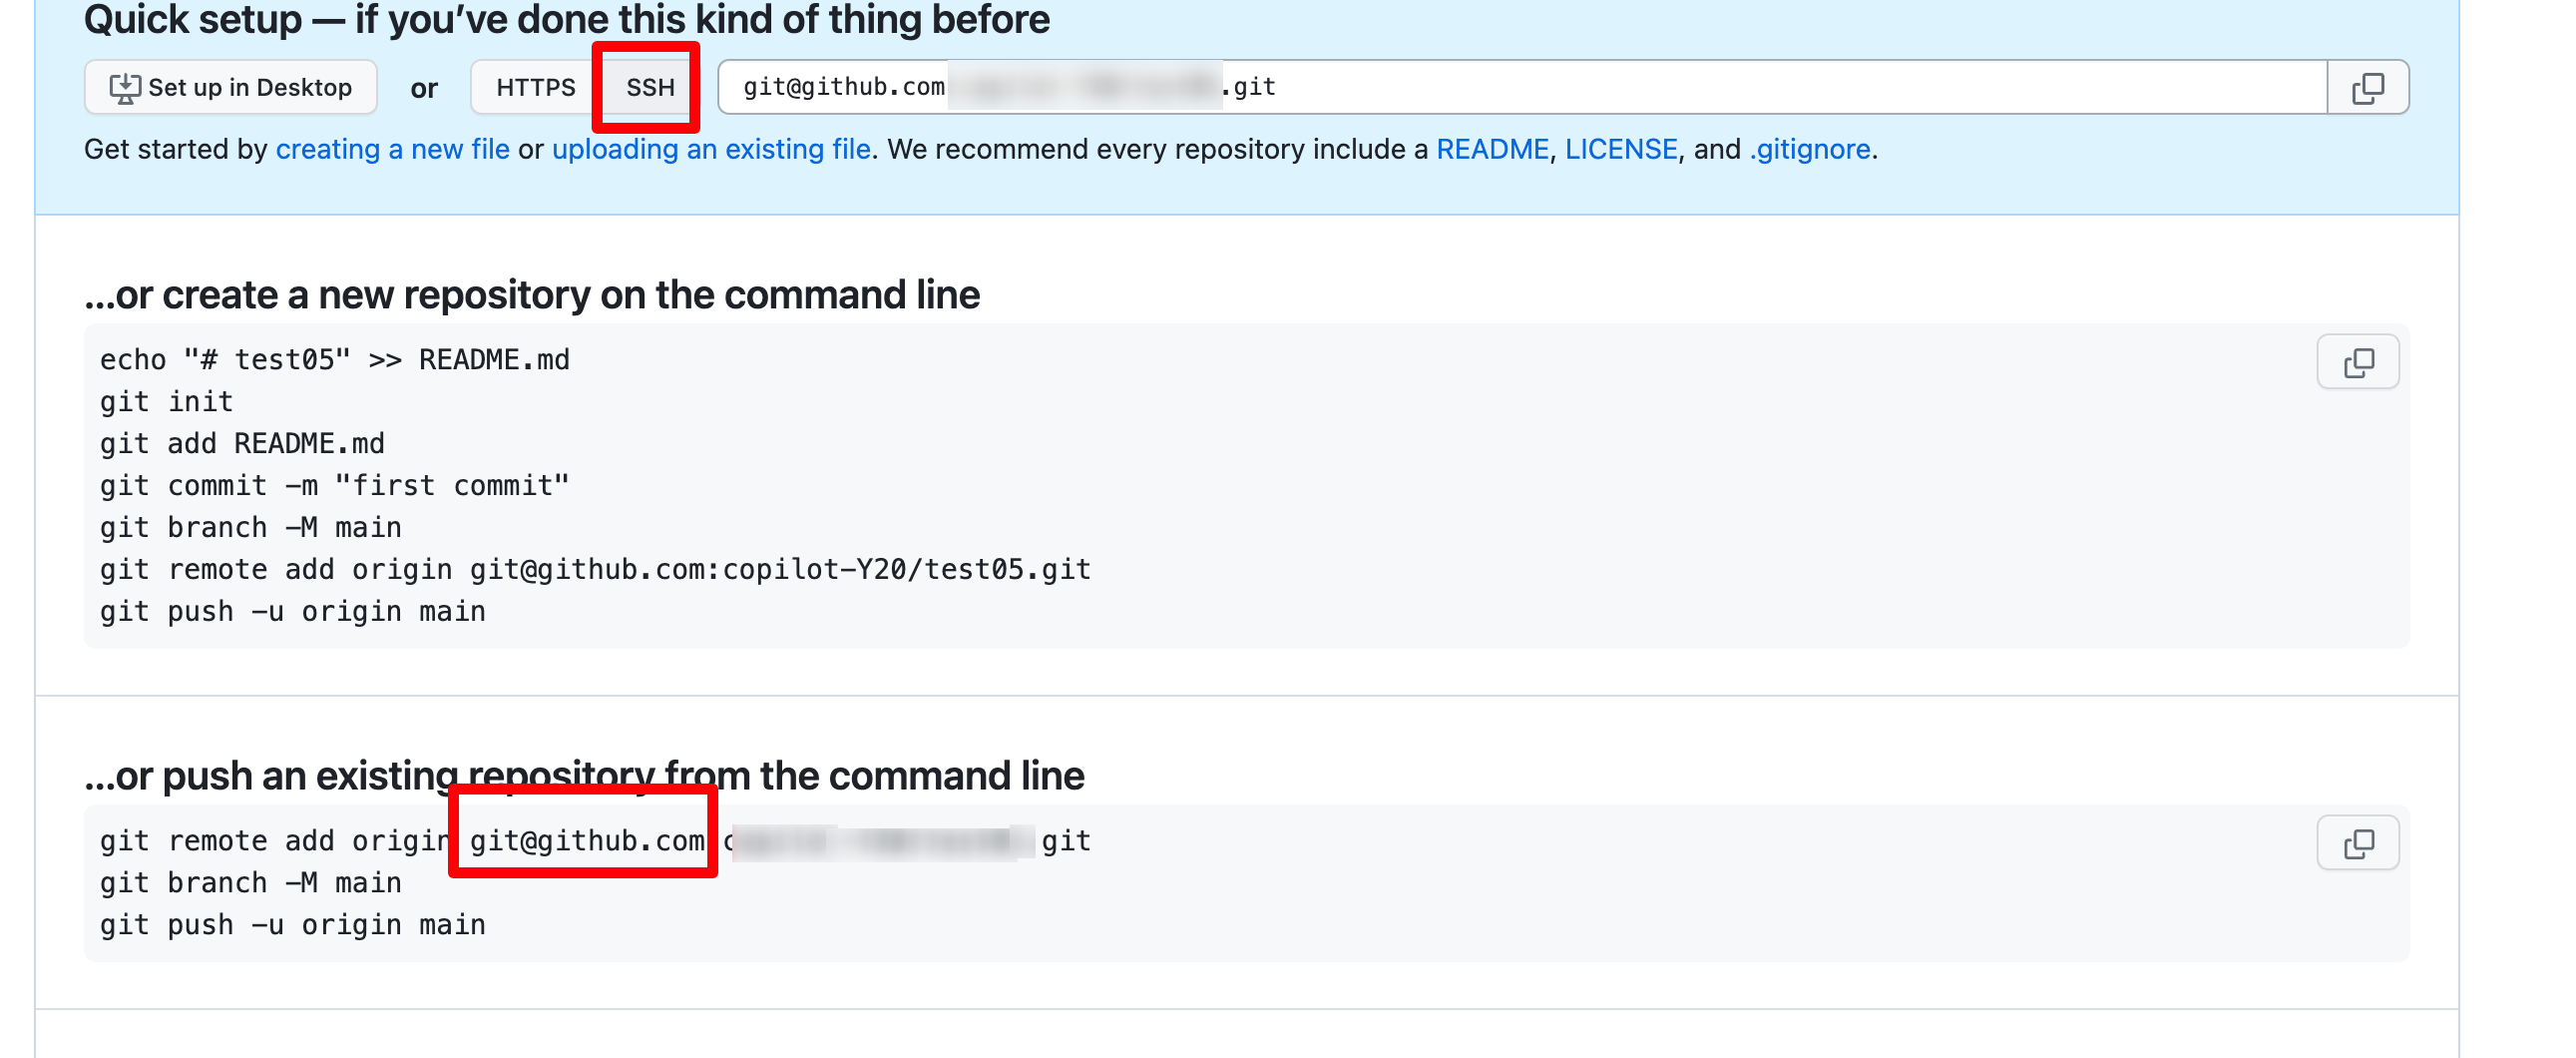 Quick setup — if you’ve done this kind of thing before
Set up in Desktop or HTTPS SSH git@github.com .git
Get started by creating a new file or uploading an existing file. We recommend every repository include a README, LICENSE, and .gitignore.
...or create a new repository on the command line
echo "# test05" >> README.md
git init
git add README.md
git commit -m "first commit"
git branch -M main
git remote add origin git@github.com:copilot-Y20/test05.git
git push -u origin main
...or push an existing repository from the command line
git remote add origin git@github.com git
git branch -M main
git push -u origin main